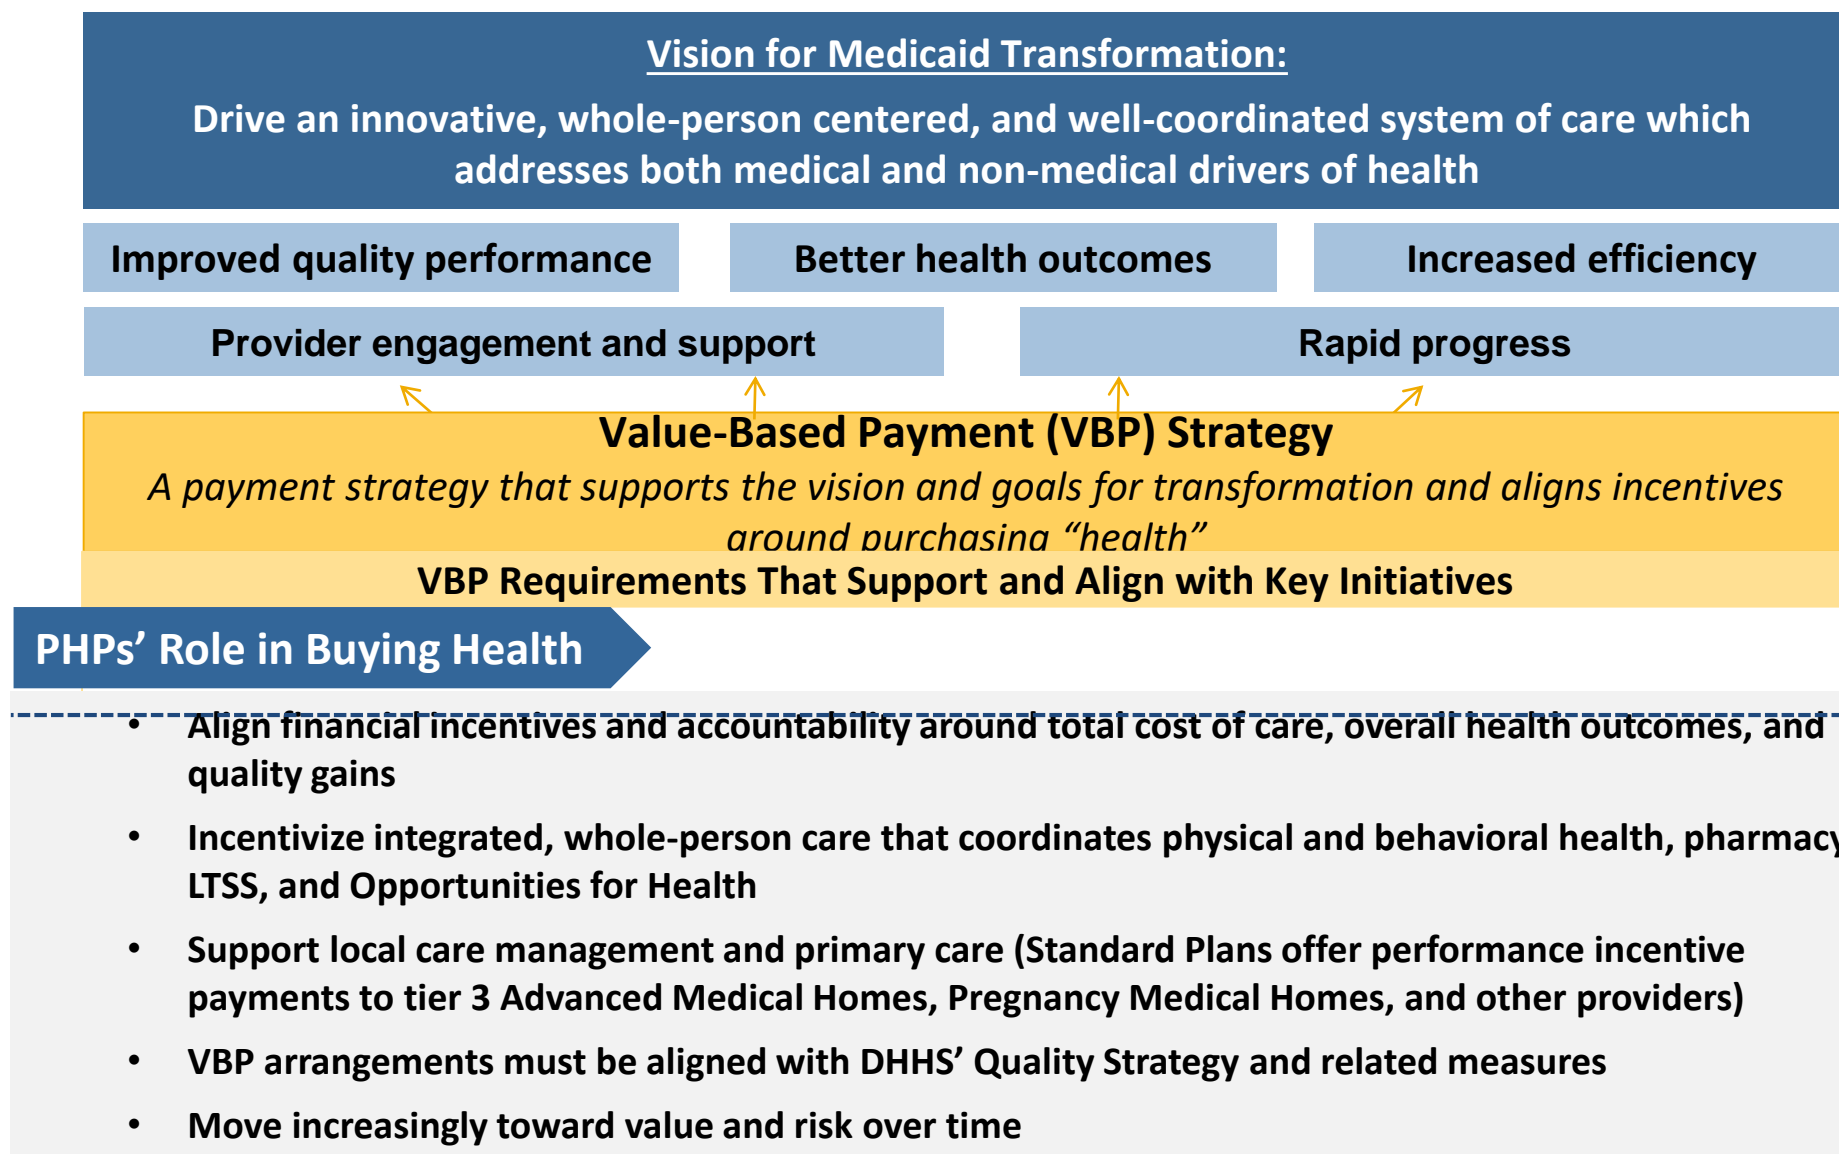 Vision for Medicaid Transformation:
Drive an innovative, whole-person centered, and well-coordinated system of care which
addresses both medical and non-medical drivers of health
Improved quality performance
Better health outcomes
Increased efficiency
Provider engagement and support
Rapid progress
Value-Based Payment (VBP) Strategy
A payment strategy that supports the vision and goals for transformation and aligns incentives
around purchasing “health”
VBP Requirements That Support and Align with Key Initiatives
PHPs’ Role in Buying Health
• Align financial incentives and accountability around total cost of care, overall health outcomes, and
quality gains
• Incentivize integrated, whole-person care that coordinates physical and behavioral health, pharmacy
LTSS, and Opportunities for Health
• Support local care management and primary care (Standard Plans offer performance incentive
payments to tier 3 Advanced Medical Homes, Pregnancy Medical Homes, and other providers)
• VBP arrangements must be aligned with DHHS’ Quality Strategy and related measures
• Move increasingly toward value and risk over time